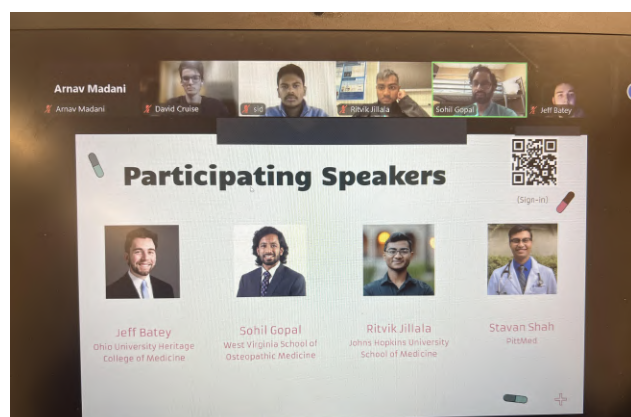 Arnav Madani
Arnav Madani
David Cruise
sid
Ritvik Jillala
Sohil Gopal
Jeff Batey
Participating Speakers
(Sign-in)
Jeff Batey
Ohio University Heritage
College of Medicine
Sohil Gopal
West Virginia School of
Osteopathic Medicine
Ritvik Jillala
Johns Hopkins University
School of Medicine
Stavan Shah
PittMed